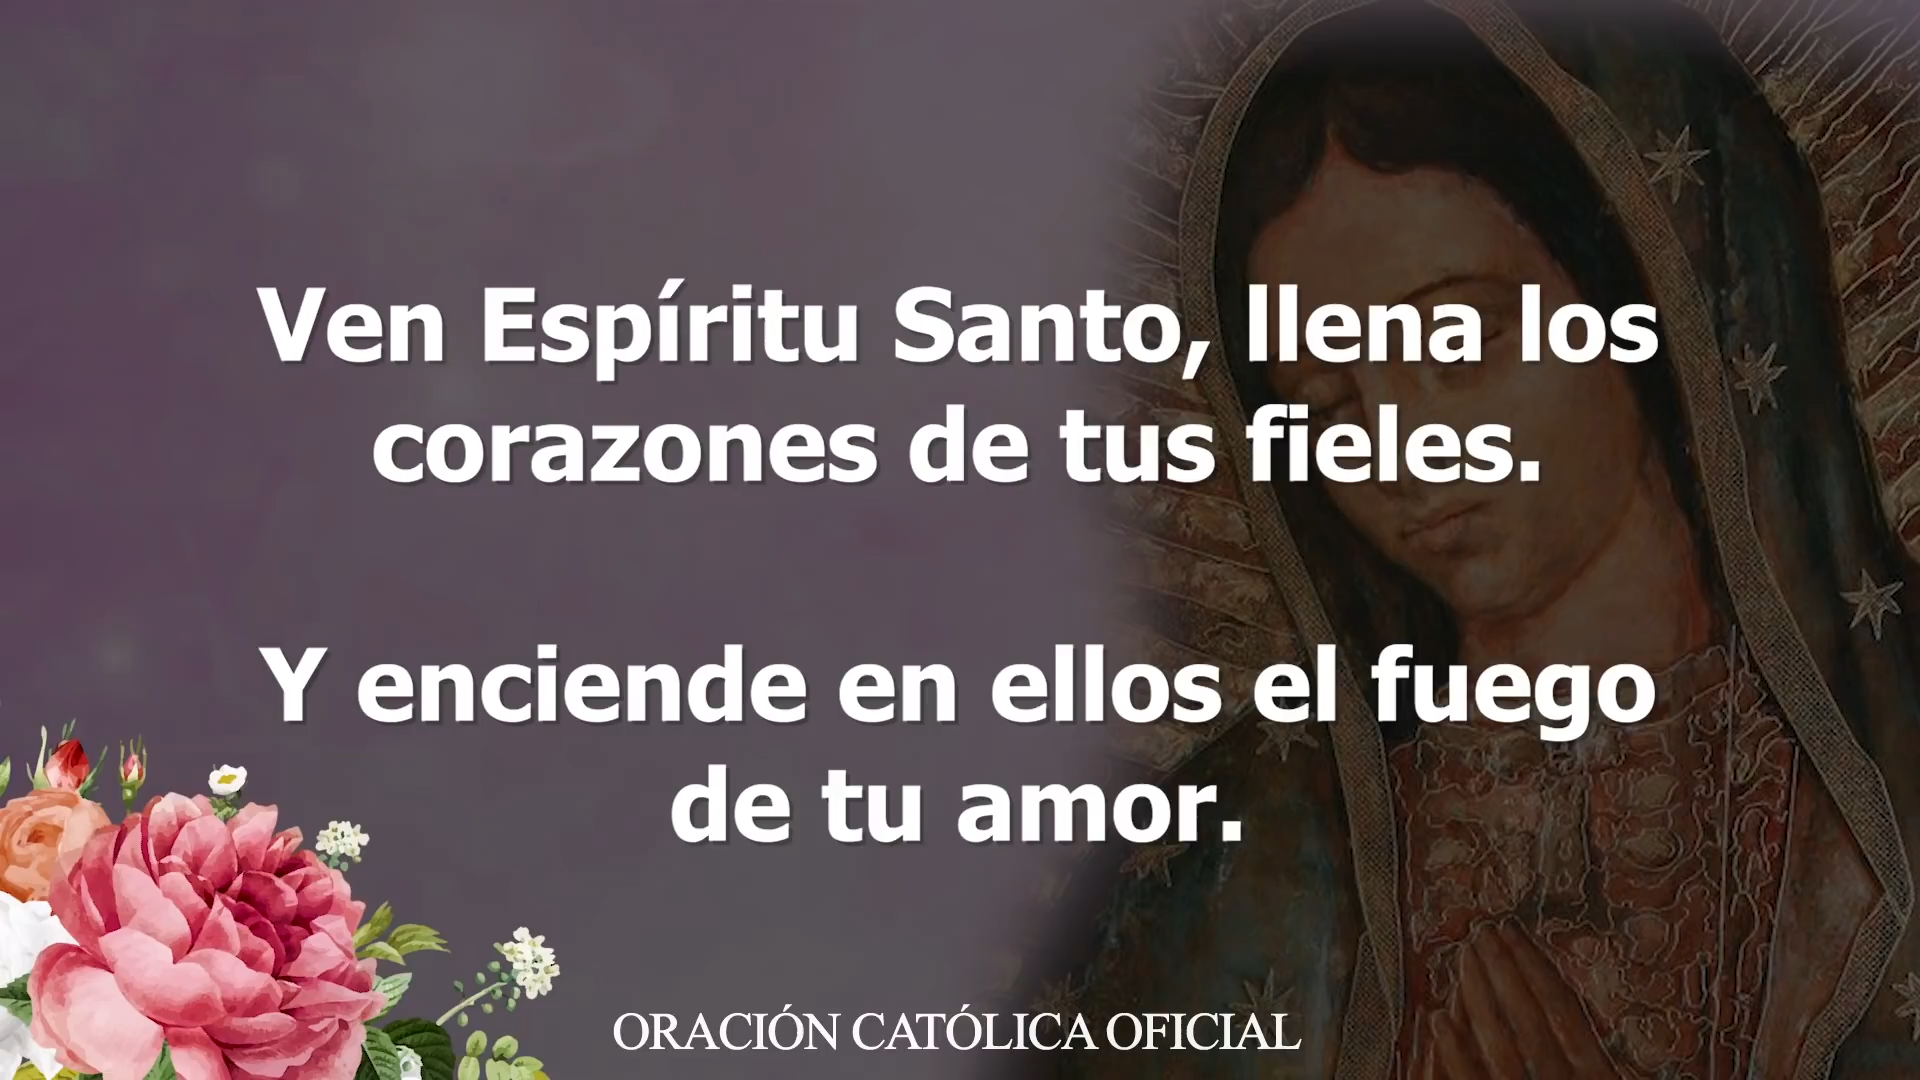 Ven Espíritu Santo, llena los
corazones de tus fieles.
Y enciende en ellos el fuego
de tu amor.
ORACIÓN CATÓLICA OFICIAL